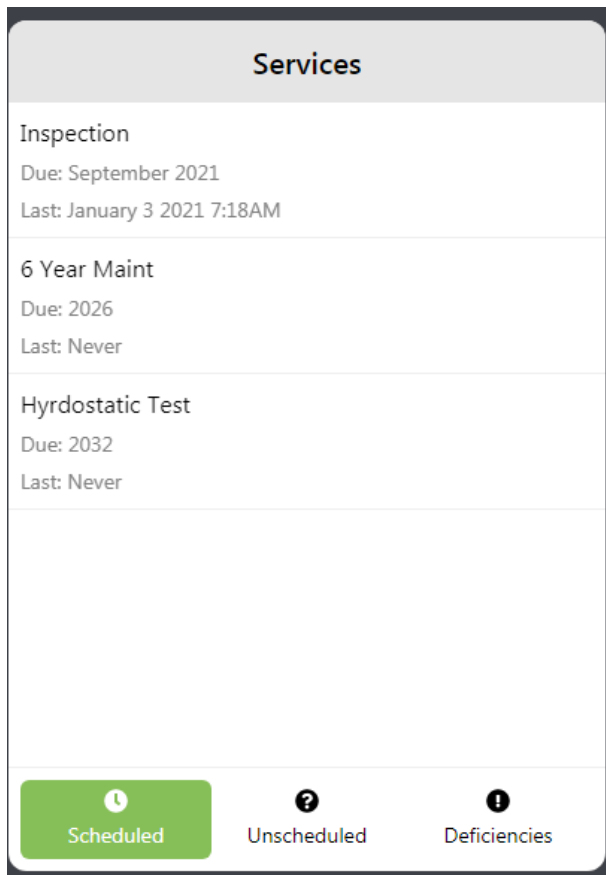 Services
Inspection
Due: September 2021
Last: January 3 2021 7:18AM
6 Year Maint
Due: 2026
Last: Never
Hyrdostatic Test
Due: 2032
Last: Never
Scheduled
Unscheduled
Deficiencies